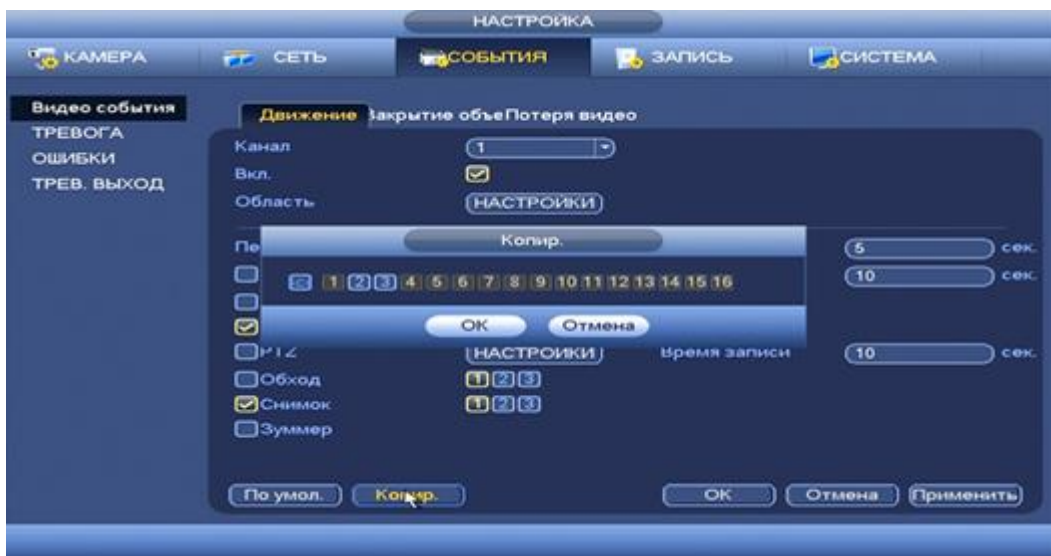 НАСТРОЙКА
КАМЕРА СЕТЬ СОБЫТИЯ ЗАПИСЬ СИСТЕМА
Видео события
ТРЕВОГА
ОШИБКИ
ТРЕВ. ВЫХОД
Движение Закрытие объеПотеря видео
Канал 1
Вкл.
Область НАСТРОЙКИ
Копир.
5 сек.
1 2 3 4 5 6 7 8 9 10 11 12 13 14 15 16
10 сек.
OK Отмена
PTZ НАСТРОЙКИ Время записи 10 сек.
Обход 1 2 3
Снимок 1 2 3
Зуммер
По умол. Копир. OK Отмена Применить